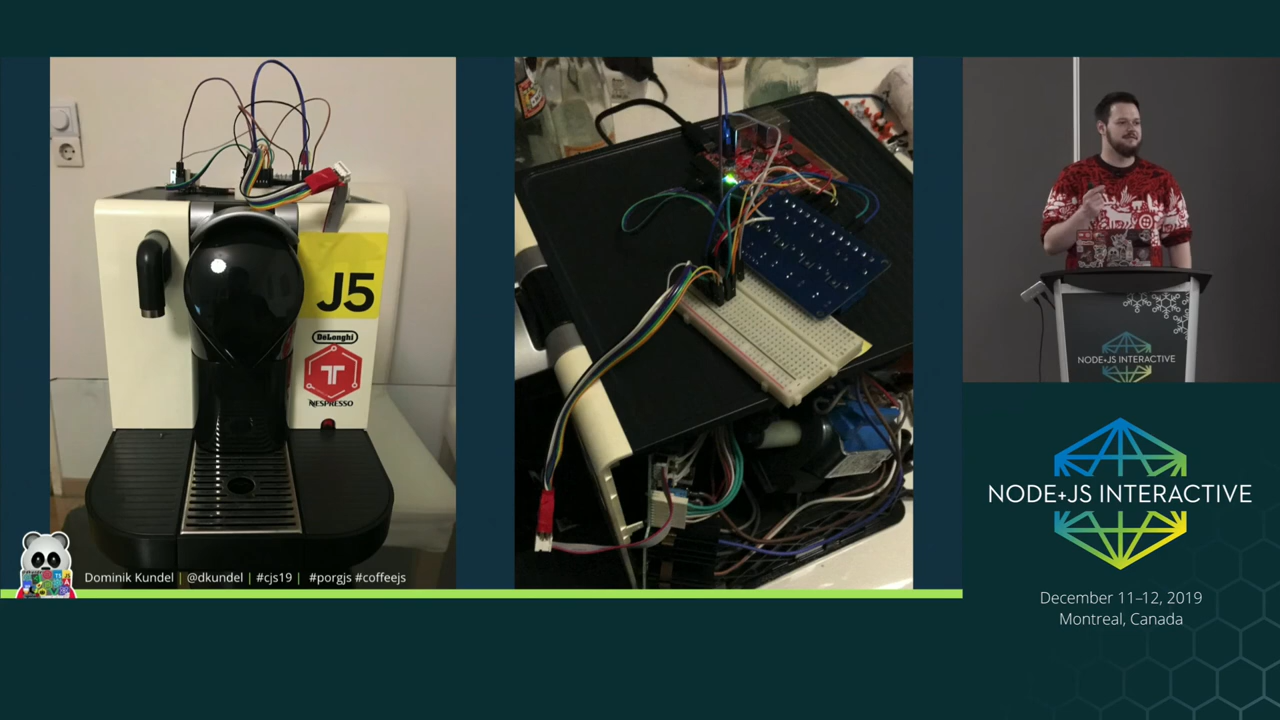 J5
DeLonghi
T
NESPRESSO
Dominik Kundel | @dkundel | #cjs19 | #porgjs #coffeejs
NODE+JS INTERACTIVE
NODE+JS INTERACTIVE
December 11–12, 2019
Montreal, Canada